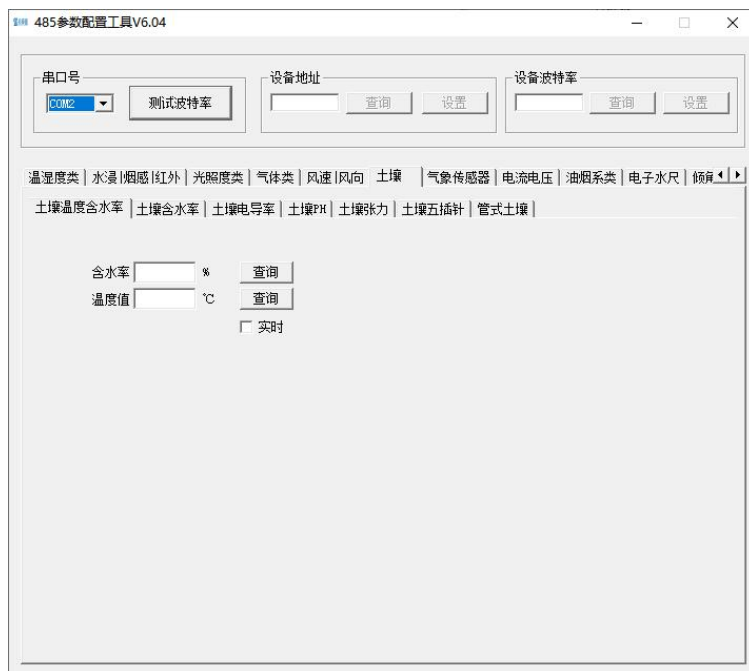 485参数配置工具V6.04
串口号
COM2
测试波特率
设备地址
查询
设置
设备波特率
查询
设置
温湿度类 水浸|烟感|红外 光照度类 气体类 风速|风向 土壤 气象传感器 电流电压 油烟系类 电子水尺
土壤温度含水率 土壤含水率 土壤电导率 土壤PH 土壤张力 土壤五插针 管式土壤
含水率 % 查询
温度值 ℃ 查询
实时